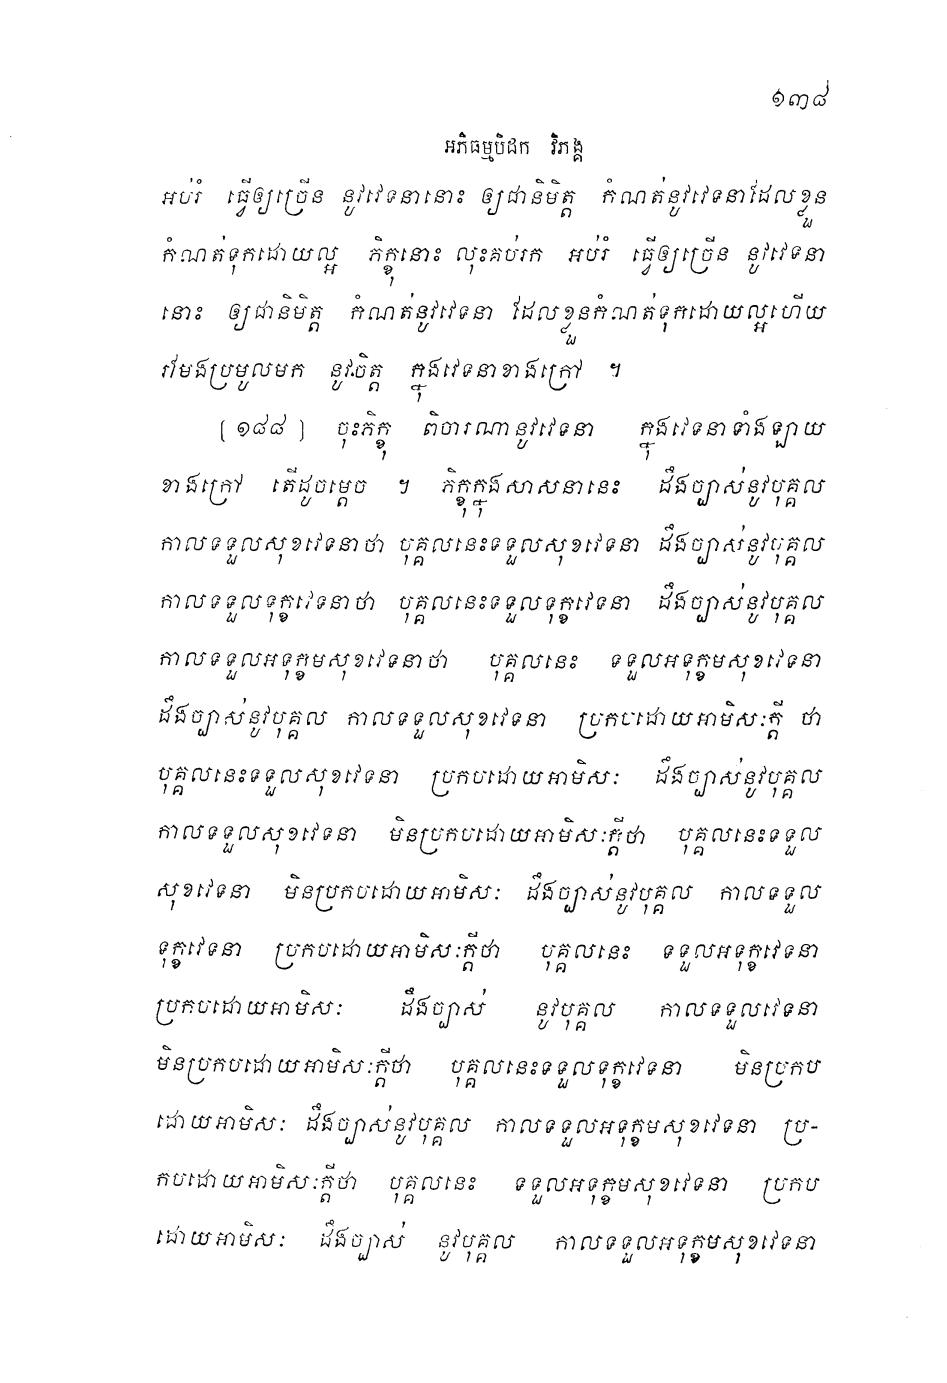 ១៣៨
អភិធម្មបិដក វិភង្គ
អប់រំ ធ្វើឲ្យច្រើន នូវវេទនានោះ ឲ្យជានិមិត្ត កំណត់នូវវេទនាដែលខ្លួន
កំណត់ទុកដោយល្អ ភិក្ខុនោះ លុះគប់រក អប់រំ ធ្វើឲ្យច្រើន នូវវេទនា
នោះ ឲ្យជានិមិត្ត កំណត់នូវវេទនា ដែលខ្លួនកំណត់ទុកដោយល្អហើយ
រមែងប្រមូលមក នូវចិត្ត ក្នុងវេទនាខាងក្រៅ ។
(១៨៨) ចុះភិក្ខុ ពិចារណានូវវេទនា ក្នុងវេទនាទាំងឡាយ
ខាងក្រៅ តើដូចម្តេច ។ ភិក្ខុក្នុងសាសនានេះ ដឹងច្បាស់នូវបុគ្គល
កាលទទួលសុខវេទនាថា បុគ្គលនេះទទួលសុខវេទនា ដឹងច្បាស់នូវបុគ្គល
កាលទទួលទុក្ខវេទនាថា បុគ្គលនេះទទួលទុក្ខវេទនា ដឹងច្បាស់នូវបុគ្គល
កាលទទួលអទុក្ខមសុខវេទនាថា បុគ្គលនេះ ទទួលអទុក្ខមសុខវេទនា
ដឹងច្បាស់នូវបុគ្គល កាលទទួលសុខវេទនា ប្រកបដោយអាមិសៈក្តី ថា
បុគ្គលនេះទទួលសុខវេទនា ប្រកបដោយអាមិសៈ ដឹងច្បាស់នូវបុគ្គល
កាលទទួលសុខវេទនា មិនប្រកបដោយអាមិសៈក្តីថា បុគ្គលនេះទទួល
សុខវេទនា មិនប្រកបដោយអាមិសៈ ដឹងច្បាស់នូវបុគ្គល កាលទទួល
ទុក្ខវេទនា ប្រកបដោយអាមិសៈក្តីថា បុគ្គលនេះ ទទួលអទុក្ខវេទនា
ប្រកបដោយអាមិសៈ ដឹងច្បាស់ នូវបុគ្គល កាលទទួលវេទនា
មិនប្រកបដោយអាមិសៈក្តីថា បុគ្គលនេះទទួលទុក្ខវេទនា មិនប្រកប
ដោយអាមិសៈ ដឹងច្បាស់នូវបុគ្គល កាលទទួលអទុក្ខមសុខវេទនា ប្រ-
កបដោយអាមិសៈក្តីថា បុគ្គលនេះ ទទួលអទុក្ខមសុខវេទនា ប្រកប
ដោយអាមិសៈ ដឹងច្បាស់ នូវបុគ្គល កាលទទួលអទុក្ខមសុខវេទនា